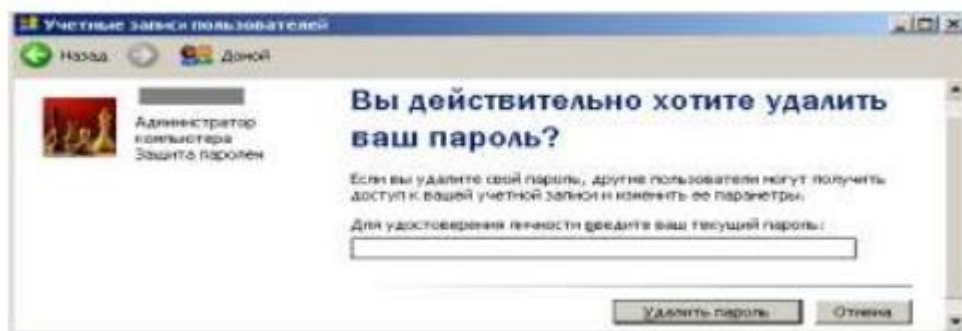 Учетные записи пользователей
Назад Домой
Администратор
компьютера
Защита паролем
Вы действительно хотите удалить
ваш пароль?
Если вы удалите свой пароль, другие пользователи могут получить
доступ к вашей учетной записи и изменить ее параметры.
Для удостоверения личности введите ваш текущий пароль:
Удалить пароль Отмена